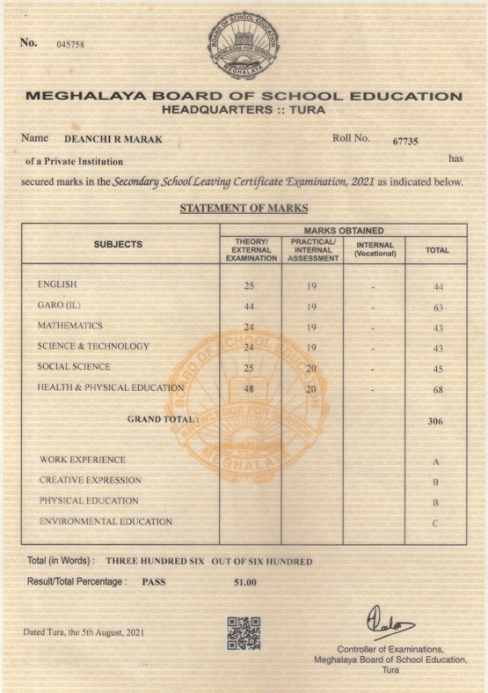 No. 045758
BOARD OF SCHOOL EDUCATION
KNOWLEDGE FOR SERVICE
MEGHALAYA
MEGHALAYA BOARD OF SCHOOL EDUCATION
HEADQUARTERS :: TURA
Name DEANCHI R MARAK Roll No. 67735
of a Private Institution has
secured marks in the Secondary School Leaving Certificate Examination, 2021 as indicated below.
STATEMENT OF MARKS
SUBJECTS MARKS OBTAINED
THEORY/ EXTERNAL EXAMINATION PRACTICAL/ INTERNAL ASSESSMENT INTERNAL (Vocational) TOTAL
ENGLISH 25 19 - 44
GARO (IL) 44 19 - 63
MATHEMATICS 24 19 - 43
SCIENCE & TECHNOLOGY 24 19 - 43
SOCIAL SCIENCE 25 20 - 45
HEALTH & PHYSICAL EDUCATION 48 20 - 68
GRAND TOTAL : 306
WORK EXPERIENCE A
CREATIVE EXPRESSION B
PHYSICAL EDUCATION B
ENVIRONMENTAL EDUCATION C
Total (in Words) : THREE HUNDRED SIX OUT OF SIX HUNDRED
Result/Total Percentage : PASS 51.00
Dated Tura, the 5th August, 2021
Controller of Examinations,
Meghalaya Board of School Education,
Tura